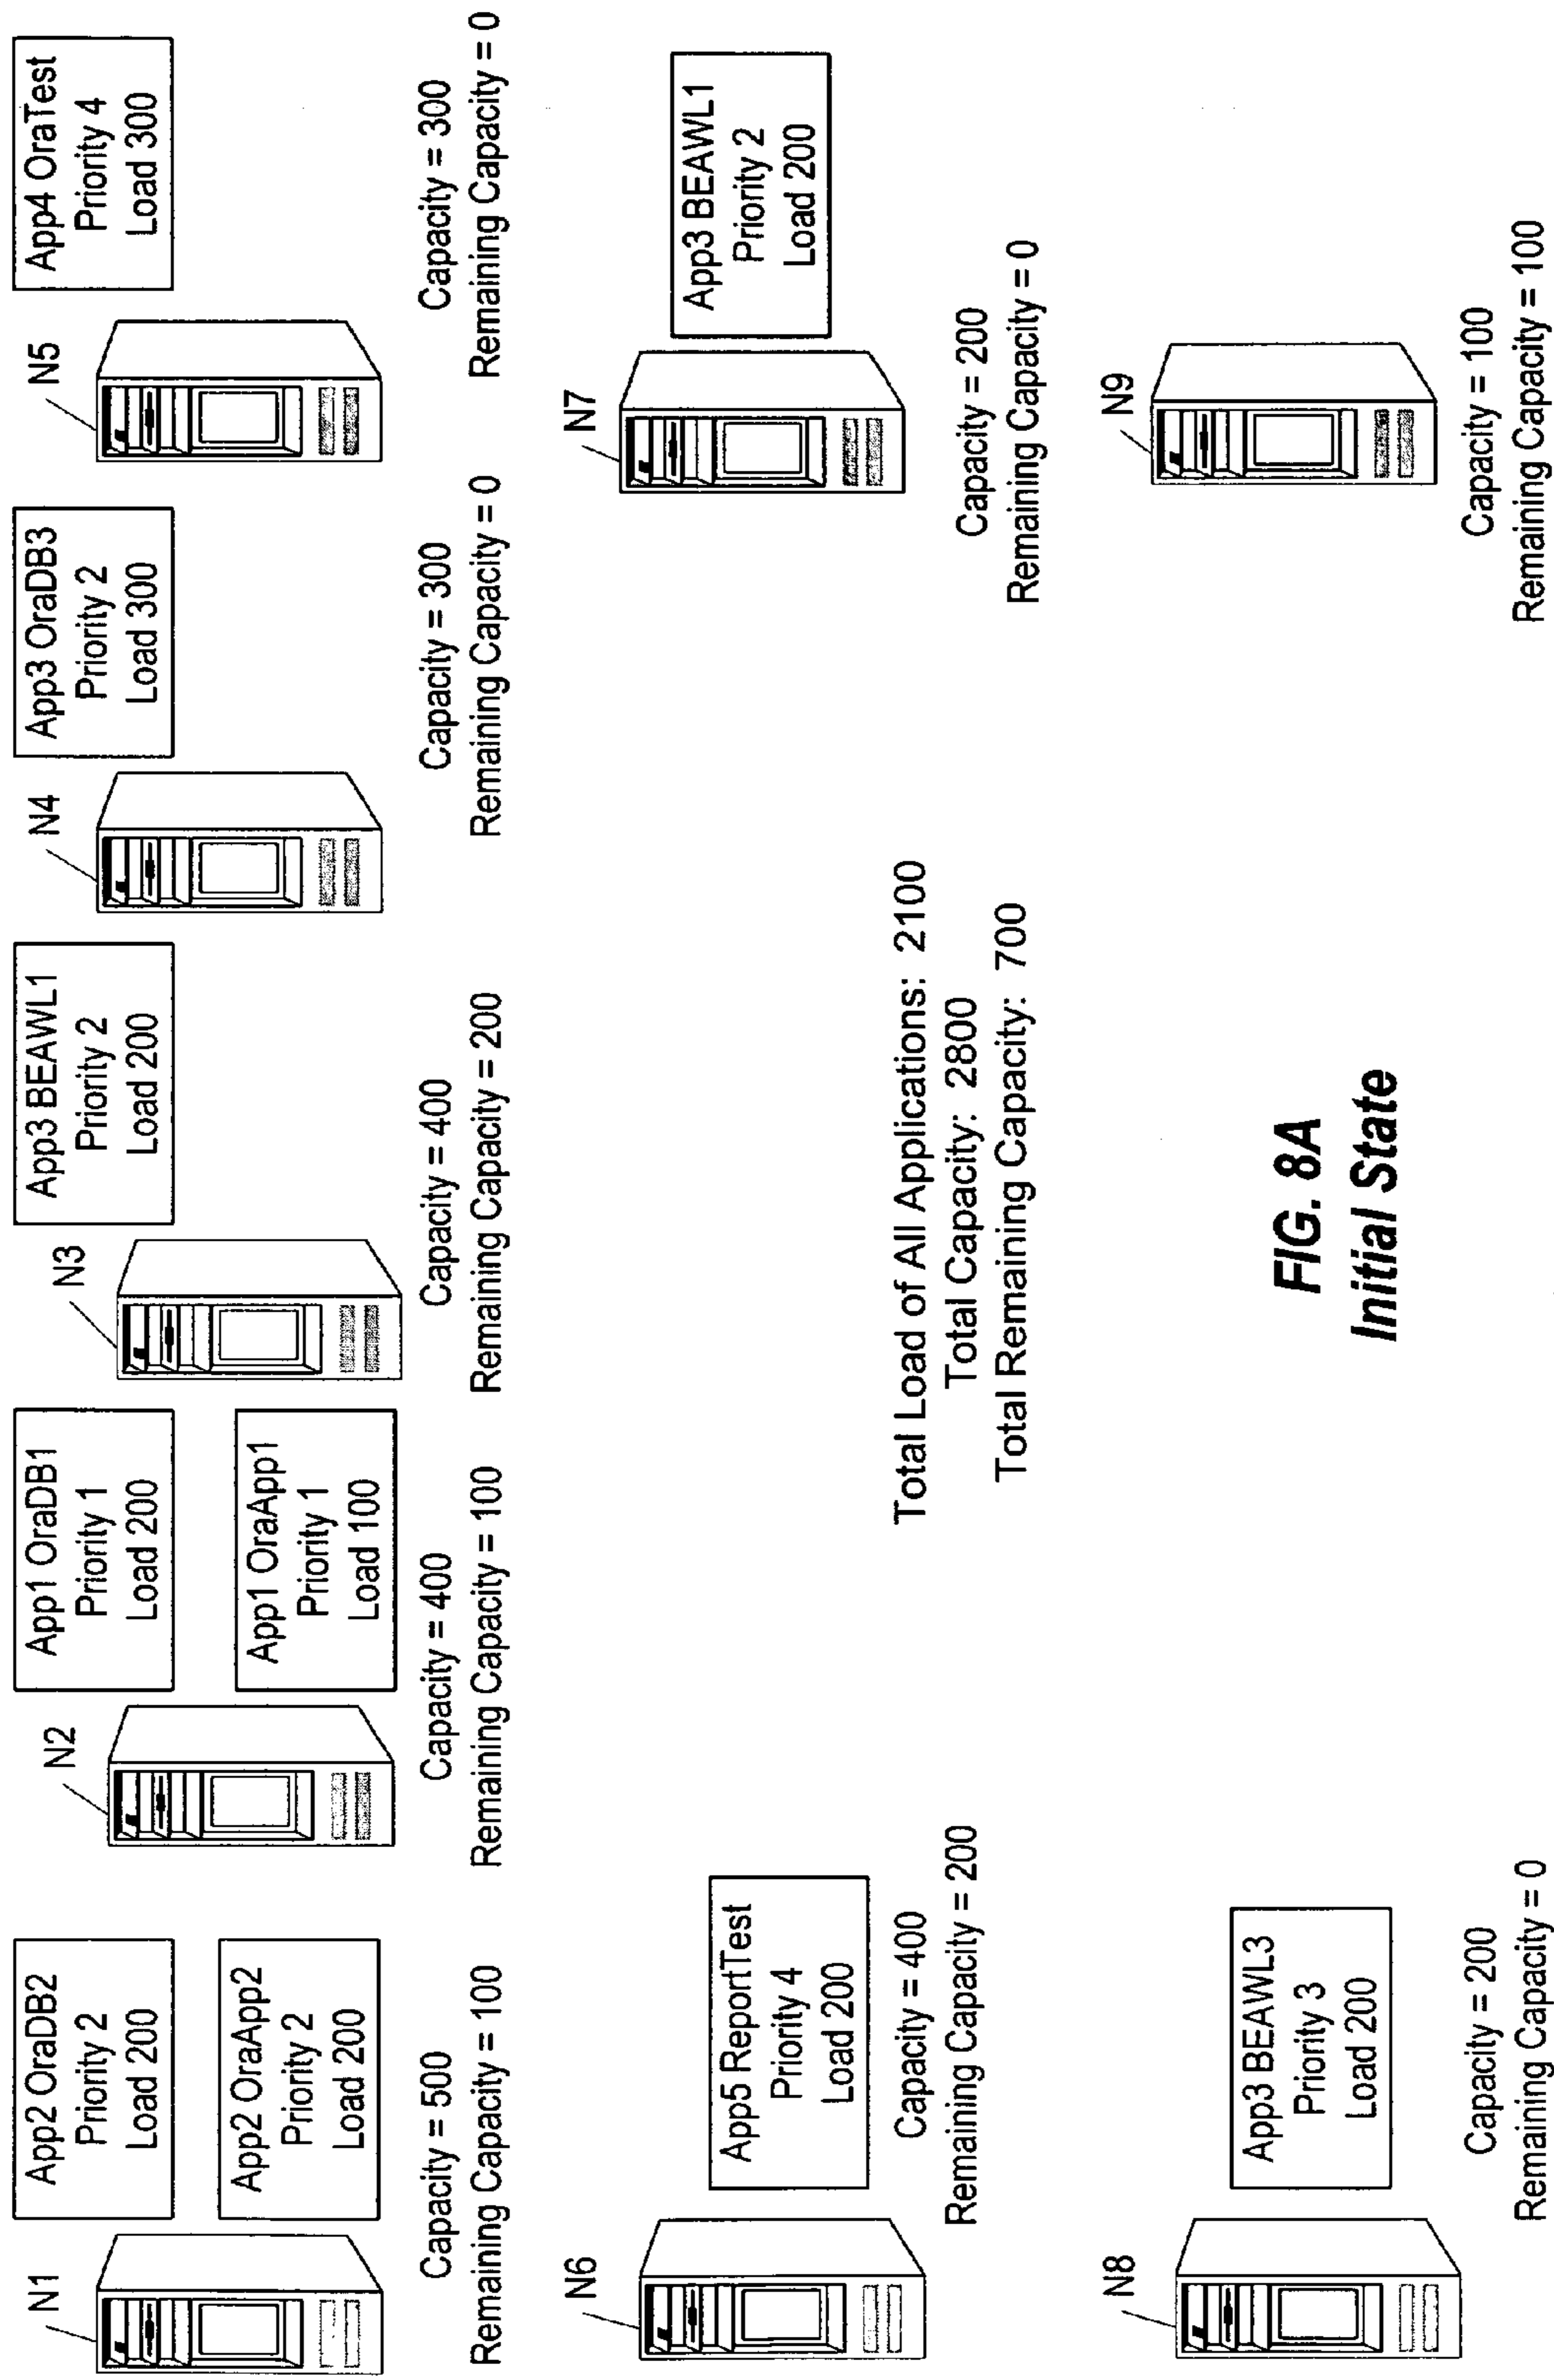 N1
App2 OraDB2
Priority 2
Load 200
App2 OraApp2
Priority 2
Load 200
Capacity = 500
Remaining Capacity = 100
N2
App1 OraDB1
Priority 1
Load 200
App1 OraApp1
Priority 1
Load 100
Capacity = 400
Remaining Capacity = 100
N3
App3 BEAWL1
Priority 2
Load 200
Capacity = 400
Remaining Capacity = 200
N4
App3 OraDB3
Priority 2
Load 300
Capacity = 300
Remaining Capacity = 0
N5
App4 OraTest
Priority 4
Load 300
Capacity = 300
Remaining Capacity = 0
N6
App5 ReportTest
Priority 4
Load 200
Capacity = 400
Remaining Capacity = 200
N7
App3 BEAWL1
Priority 2
Load 200
Capacity = 200
Remaining Capacity = 0
Total Load of All Applications: 2100
Total Capacity: 2800
Total Remaining Capacity: 700
N8
App3 BEAWL3
Priority 3
Load 200
Capacity = 200
Remaining Capacity = 0
N9
Capacity = 100
Remaining Capacity = 100
FIG. 8A
Initial State